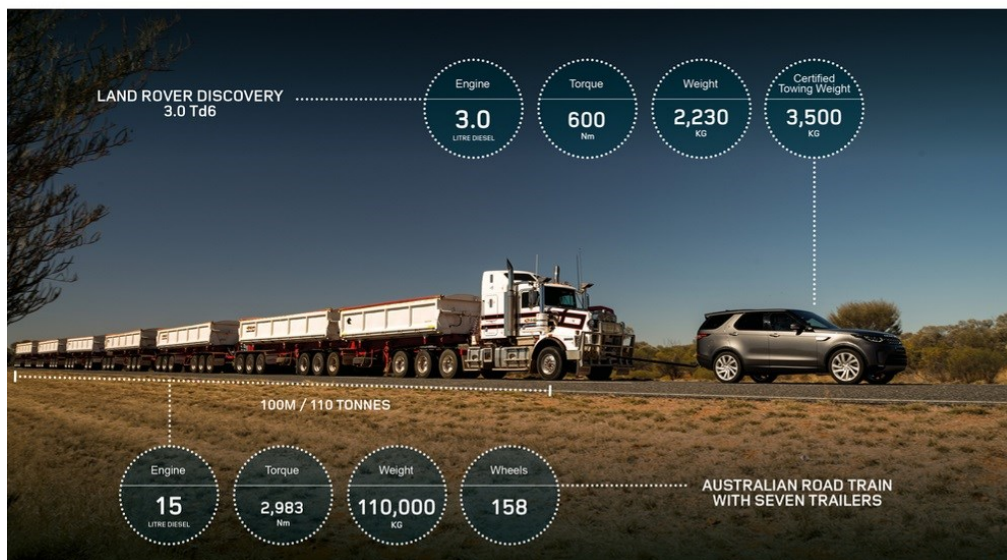 LAND ROVER DISCOVERY
3.0 Td6
Engine
3.0
LITRE DIESEL
Torque
600
Nm
Weight
2,230
KG
Certified
Towing Weight
3,500
KG
100M / 110 TONNES
Engine
15
LITRE DIESEL
Torque
2,983
Nm
Weight
110,000
KG
Wheels
158
AUSTRALIAN ROAD TRAIN
WITH SEVEN TRAILERS